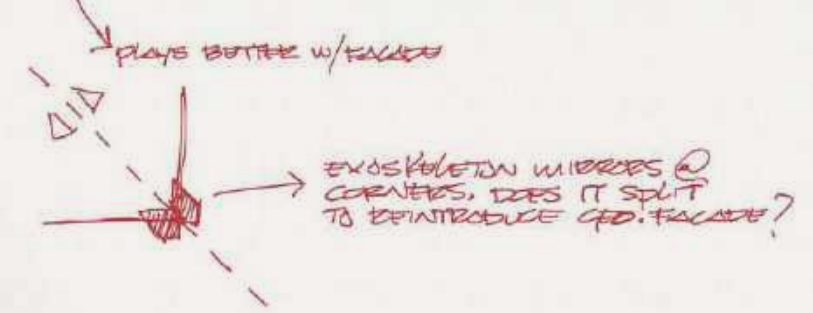 PLAYS BETTER W/FACADE
EXOSKELETON MIRRORS @
CORNERS. DOES IT SPLIT
TO REINTRODUCE GEO. FACADE?